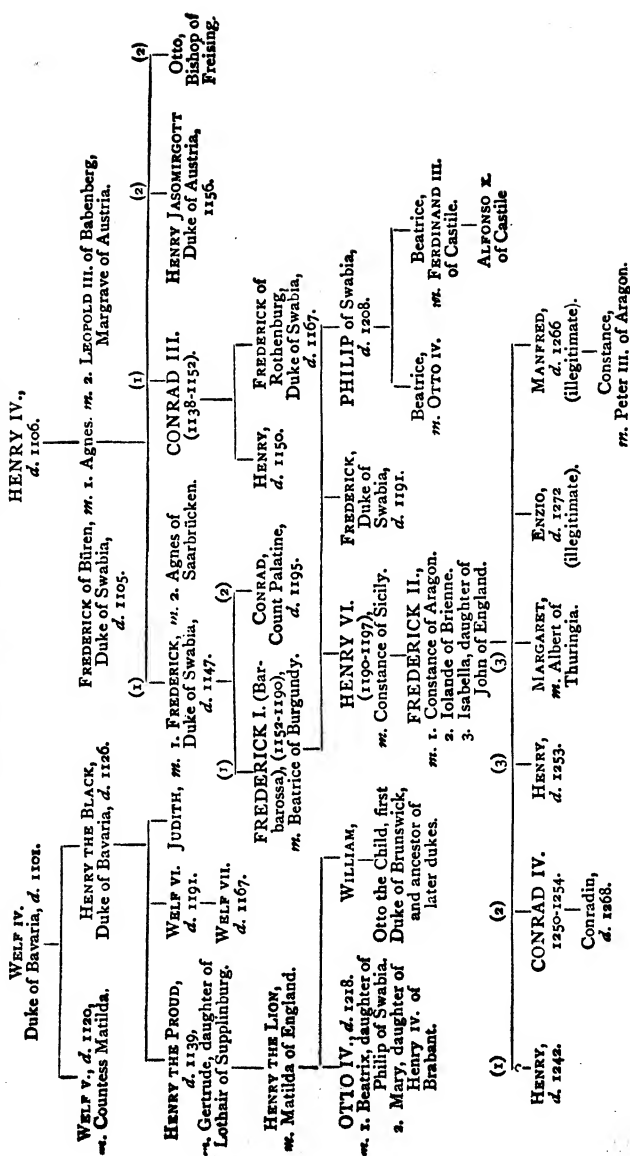 WELF IV.
Duke of Bavaria, d. 1101.
HENRY IV.,
d. 1106.
WELF V., d. 1120,
m. Countess Matilda.
HENRY THE BLACK,
Duke of Bavaria, d. 1126.
FREDERICK of Büren, m. 1. Agnes. m. 2. LEOPOLD III. of Babenberg,
Duke of Swabia,
d. 1105.
Margrave of Austria.
HENRY THE PROUD,
d. 1139,
m. Gertrude, daughter of
Lothair of Supplinburg.
WELF VI.
d. 1191.
WELF VII.
d. 1167.
JUDITH, m. 1. FREDERICK, m. 2. Agnes of
Duke of Swabia, Saarbrücken.
d. 1147.
(1)
(1)
CONRAD III.
(1138-1152).
(2)
HENRY JASOMIRGOTT
Duke of Austria,
1156.
(2)
Otto,
Bishop of
Freising.
HENRY THE LION,
m. Matilda of England.
(1)
FREDERICK I. (Bar-
barossa), (1152-1190),
m. Beatrice of Burgundy.
(2)
CONRAD,
Count Palatine,
d. 1195.
HENRY,
d. 1150.
FREDERICK of
Rothenburg,
Duke of Swabia,
d. 1167.
OTTO IV., d. 1218.
m. 1. Beatrix, daughter of
Philip of Swabia.
2. Mary, daughter of
Henry IV. of
Brabant.
WILLIAM,
Otto the Child, first
Duke of Brunswick,
and ancestor of
later dukes.
HENRY VI.
(1190-1197),
m. Constance of Sicily.
FREDERICK,
Duke of
Swabia,
d. 1191.
PHILIP of Swabia,
d. 1208.
FREDERICK II.,
m. 1. Constance of Aragon.
2. Iolande of Brienne.
3. Isabella, daughter of
John of England.
Beatrice,
m. OTTO IV.
Beatrice,
m. FERDINAND III.
of Castile.
ALFONSO X.
of Castile
(1)
HENRY,
d. 1242.
(2)
CONRAD IV.
1250-1254.
Conradin,
d. 1268.
(3)
HENRY,
d. 1253.
(3)
MARGARET,
m. Albert of
Thuringia.
ENZIO,
d. 1272
(illegitimate).
MANFRED,
d. 1266
(illegitimate).
Constance,
m. Peter III. of Aragon.